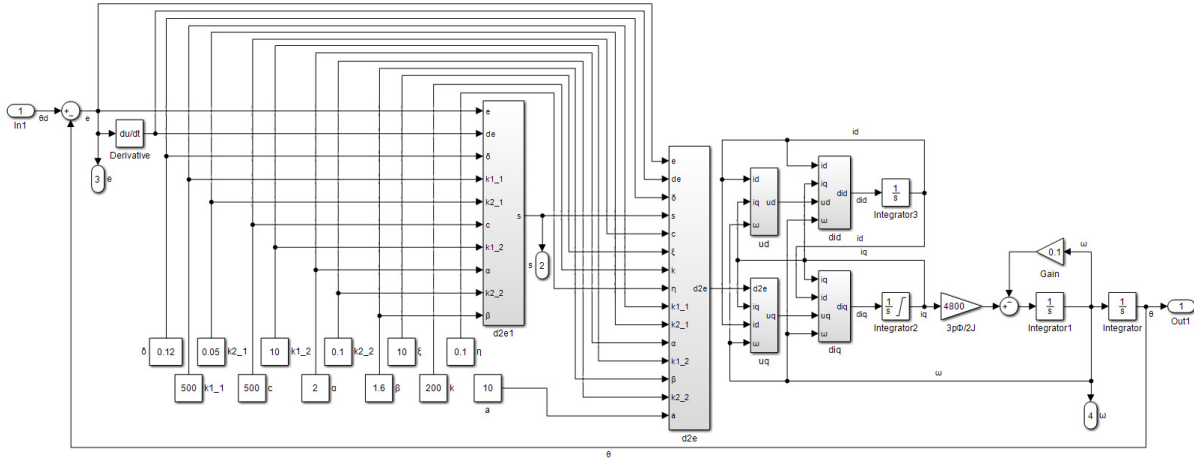 1
In1
θd
+
−
e
du/dt
Derivative
3
e
e
de
δ
k1_1
k2_1
c
k1_2
α
k2_2
β
s
d2e1
s
2
δ
0.12
0.05
k2_1
10
k1_2
0.1
k2_2
10
ξ
0.1
η
500
k1_1
500
c
2
α
1.6
β
200
k
10
a
e
de
δ
s
c
ξ
k
η
k1_1
k2_1
α
k1_2
β
k2_2
a
d2e
d2e
id
id
iq
ω
ud
ud
id
iq
ud
ω
did
did
did
1
s
Integrator3
id
iq
d2e
iq
id
ω
uq
uq
iq
id
uq
ω
diq
diq
diq
1
s
Integrator2
iq
4800
3pΦ/2J
+
−
0.1
Gain
ω
1
s
Integrator1
1
s
Integrator
θ
1
Out1
ω
4
ω
θ